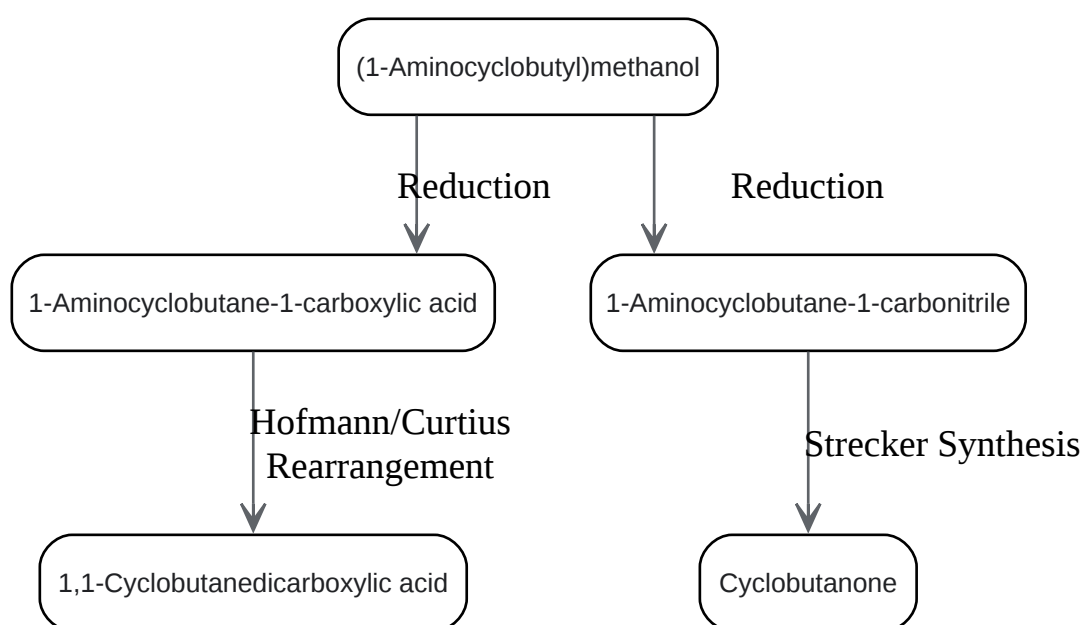 (1-Aminocyclobutyl)methanol
Reduction
Reduction
1-Aminocyclobutane-1-carboxylic acid
1-Aminocyclobutane-1-carbonitrile
Hofmann/Curtius
Rearrangement
Strecker Synthesis
1,1-Cyclobutanedicarboxylic acid
Cyclobutanone